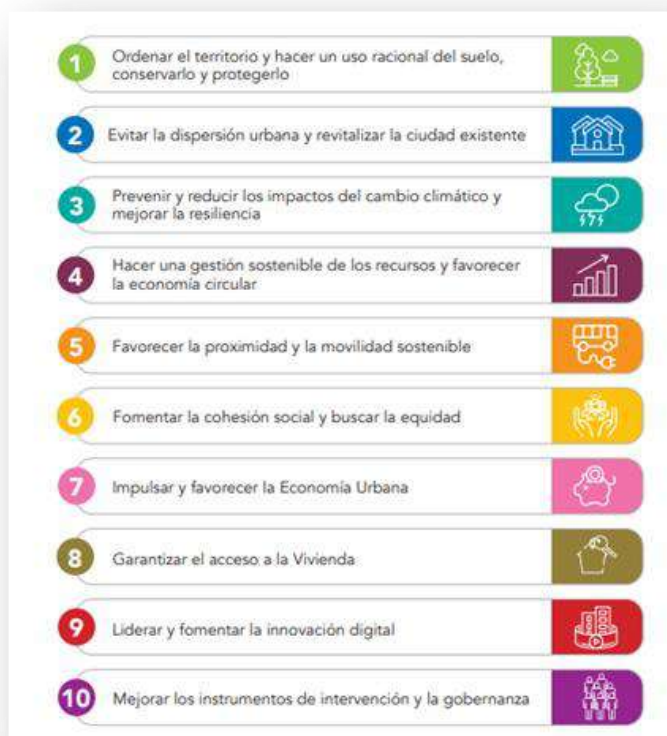 1
Ordenar el territorio y hacer un uso racional del suelo,
conservarlo y protegerlo
2
Evitar la dispersión urbana y revitalizar la ciudad existente
3
Prevenir y reducir los impactos del cambio climático y
mejorar la resiliencia
4
Hacer una gestión sostenible de los recursos y favorecer
la economía circular
5
Favorecer la proximidad y la movilidad sostenible
6
Fomentar la cohesión social y buscar la equidad
7
Impulsar y favorecer la Economía Urbana
8
Garantizar el acceso a la Vivienda
9
Liderar y fomentar la innovación digital
10
Mejorar los instrumentos de intervención y la gobernanza